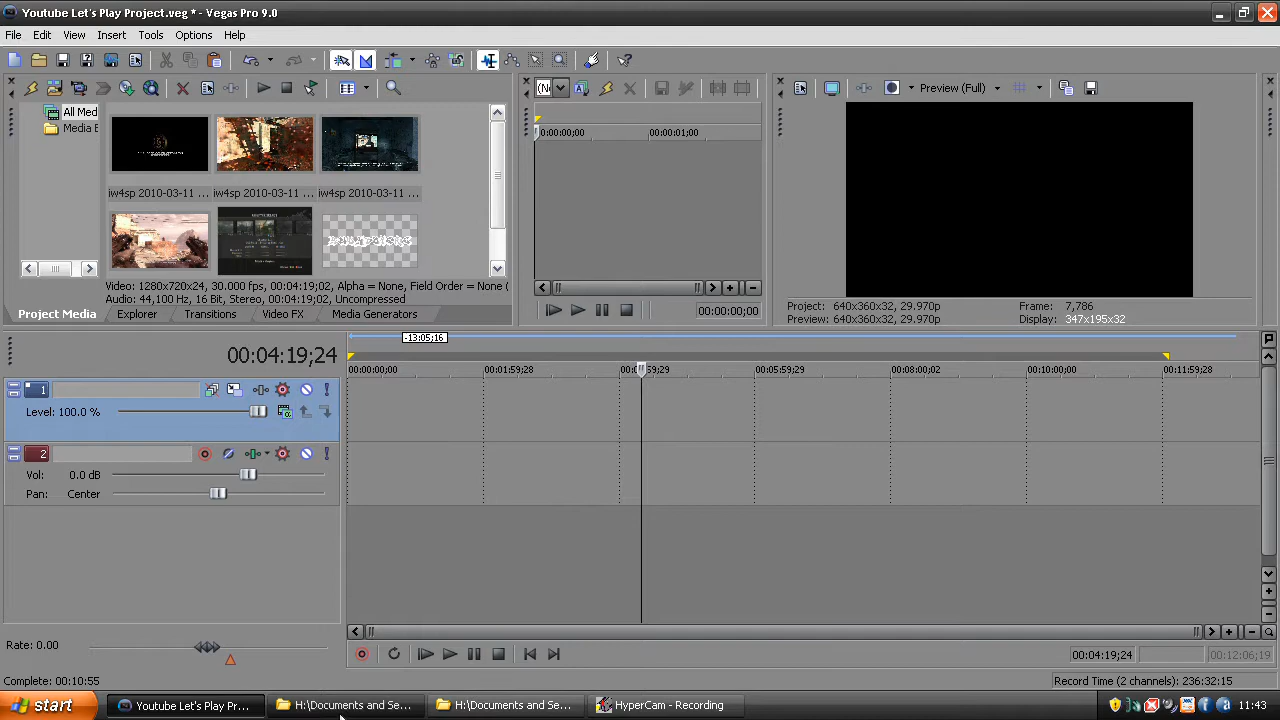 Youtube Let's Play Project.veg * - Vegas Pro 9.0
File Edit View Insert Tools Options Help
Preview (Full)
All Med
Media B
0:00:00;00 00:00:01;00
iw4sp 2010-03-11 ... iw4sp 2010-03-11 ... iw4sp 2010-03-11 ...
Video: 1280x720x24, 30.000 fps, 00:04:19;02, Alpha = None, Field Order = None (
Audio: 44,100 Hz, 16 Bit, Stereo, 00:04:19;02, Uncompressed
Project Media Explorer Transitions Video FX Media Generators
00:00:00;00
Project: 640x360x32, 29.970p Frame: 7,786
Preview: 640x360x32, 29.970p Display: 347x195x32
-13:05;16
00:04:19;24
00:00:00;00 00:01:59;28 00:0 59;29 00:05:59;29 00:08:00;02 00:10:00;00 00:11:59;28
1
Level: 100.0 %
2
Vol: 0.0 dB
Pan: Center
Rate: 0.00
00:04:19;24 00:12:06;19
Complete: 00:10:55 Record Time (2 channels): 236:32:15
start Youtube Let's Play Pr... H:\Documents and Se... H:\Documents and Se... HyperCam - Recording 11:43